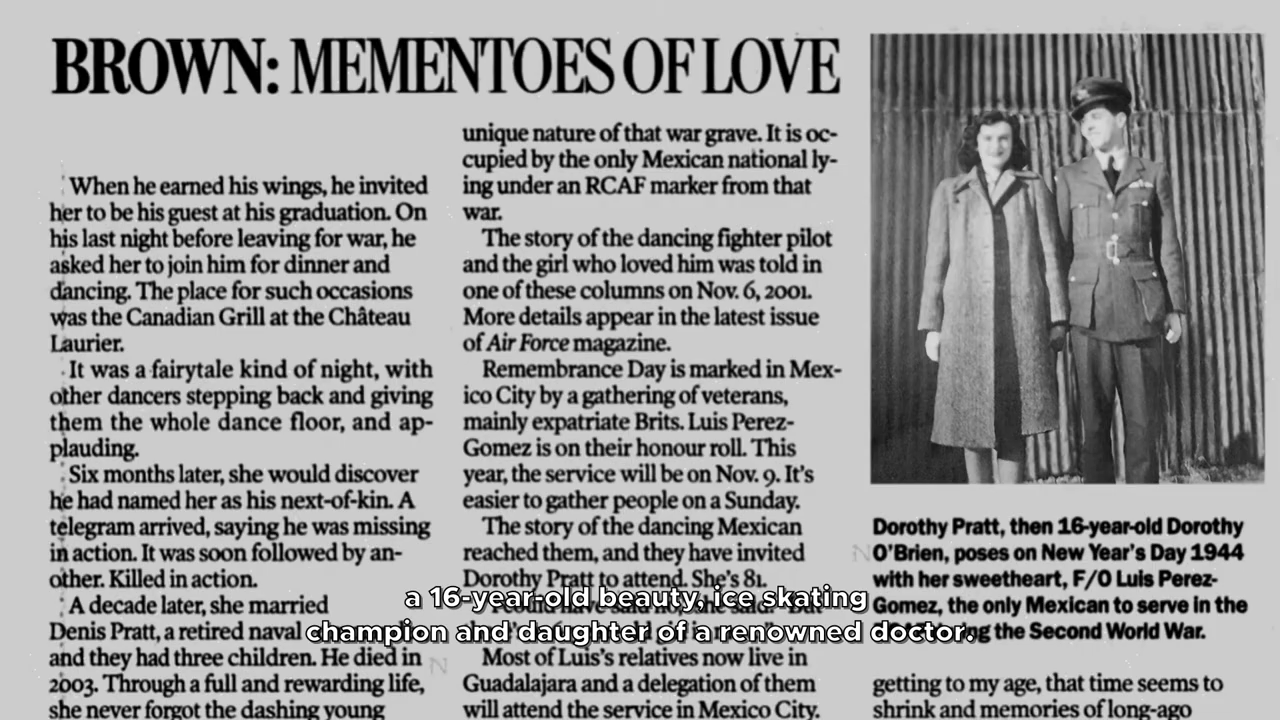 BROWN: MEMENTOES OF LOVE
When he earned his wings, he invited
her to be his guest at his graduation. On
his last night before leaving for war, he
asked her to join him for dinner and
dancing. The place for such occasions
was the Canadian Grill at the Château
Laurier.
It was a fairytale kind of night, with
other dancers stepping back and giving
them the whole dance floor, and ap-
plauding.
Six months later, she would discover
he had named her as his next-of-kin. A
telegram arrived, saying he was missing
in action. It was soon followed by an-
other. Killed in action.
A decade later, she married
Denis Pratt, a retired naval
and they had three children. He died in
2003. Through a full and rewarding life,
she never forgot the dashing young
unique nature of that war grave. It is oc-
cupied by the only Mexican national ly-
ing under an RCAF marker from that
war.
The story of the dancing fighter pilot
and the girl who loved him was told in
one of these columns on Nov. 6, 2001.
More details appear in the latest issue
of Air Force magazine.
Remembrance Day is marked in Mex-
ico City by a gathering of veterans,
mainly expatriate Brits. Luis Perez-
Gomez is on their honour roll. This
year, the service will be on Nov. 9. It's
easier to gather people on a Sunday.
The story of the dancing Mexican
reached them, and they have invited
Dorothy Pratt to attend. She's 81.
Most of Luis's relatives now live in
Guadalajara and a delegation of them
will attend the service in Mexico City.
Dorothy Pratt, then 16-year-old Dorothy
O'Brien, poses on New Year's Day 1944
with her sweetheart, F/O Luis Perez-
Gomez, the only Mexican to serve in the
the Second World War.
getting to my age, that time seems to
shrink and memories of long-ago
a 16-year-old beauty, ice skating
champion and daughter of a renowned doctor.